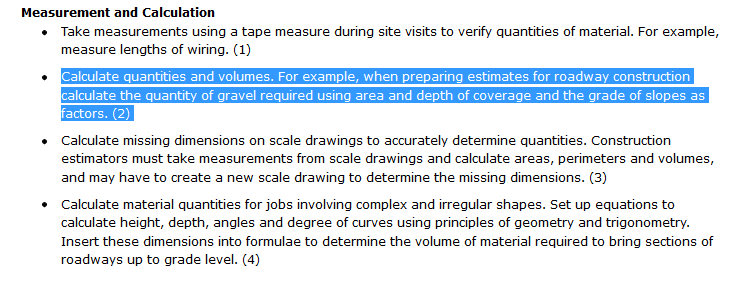 Measurement and Calculation
• Take measurements using a tape measure during site visits to verify quantities of material. For example,
measure lengths of wiring. (1)
• Calculate quantities and volumes. For example, when preparing estimates for roadway construction
calculate the quantity of gravel required using area and depth of coverage and the grade of slopes as
factors. (2)
• Calculate missing dimensions on scale drawings to accurately determine quantities. Construction
estimators must take measurements from scale drawings and calculate areas, perimeters and volumes,
and may have to create a new scale drawing to determine the missing dimensions. (3)
• Calculate material quantities for jobs involving complex and irregular shapes. Set up equations to
calculate height, depth, angles and degree of curves using principles of geometry and trigonometry.
Insert these dimensions into formulae to determine the volume of material required to bring sections of
roadways up to grade level. (4)